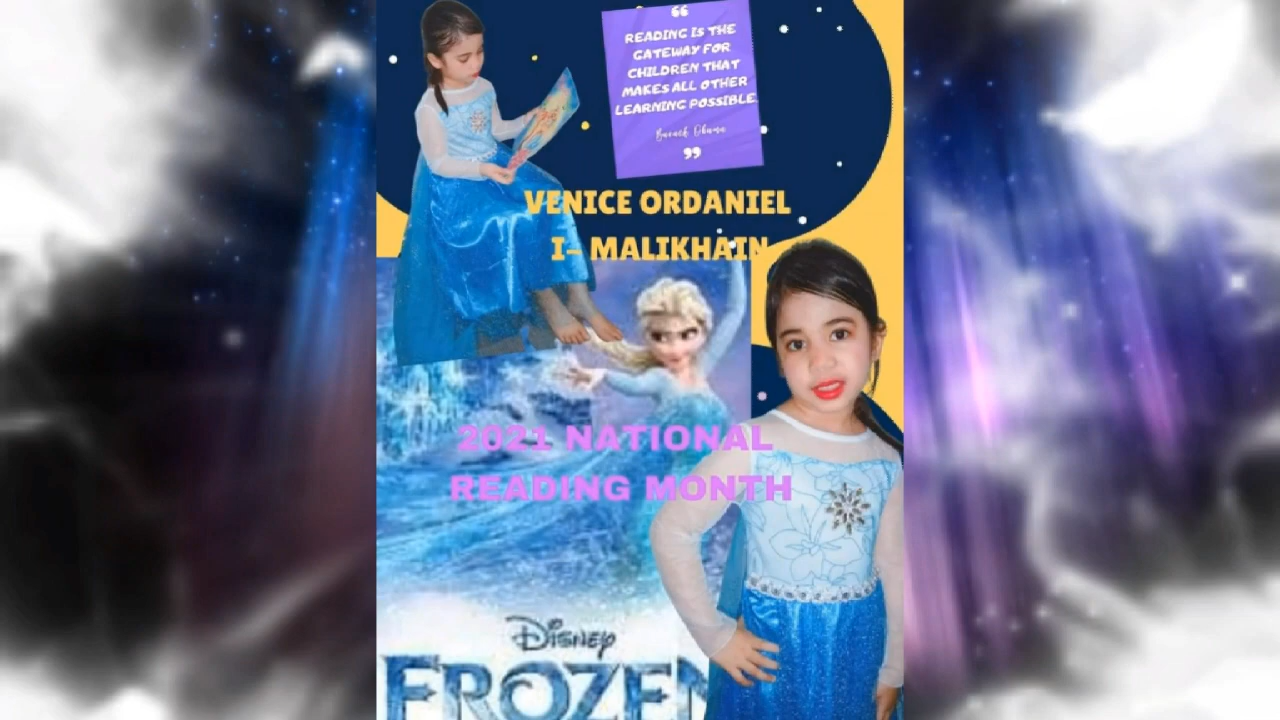 “
READING IS THE
GATEWAY FOR
CHILDREN THAT
MAKES ALL OTHER
LEARNING POSSIBLE.
Barack Obama
”
VENICE ORDANIEL
I- MALIKHAIN
2021 NATIONAL
READING MONTH
DISNEY
FROZEN